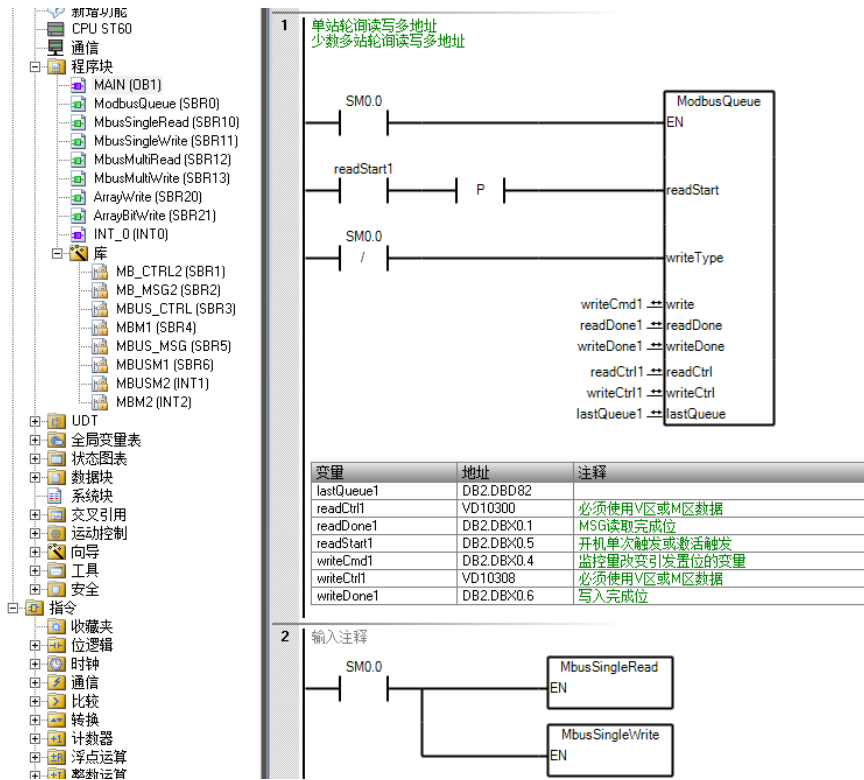 新增功能
CPU ST60
通信
程序块
MAIN (OB1)
ModbusQueue (SBR0)
MbusSingleRead (SBR10)
MbusSingleWrite (SBR11)
MbusMultiRead (SBR12)
MbusMultiWrite (SBR13)
ArrayWrite (SBR20)
ArrayBitWrite (SBR21)
INT_0 (INT0)
库
MB_CTRL2 (SBR1)
MB_MSG2 (SBR2)
MBUS_CTRL (SBR3)
MBM1 (SBR4)
MBUS_MSG (SBR5)
MBUSM1 (SBR6)
MBUSM2 (INT1)
MBM2 (INT2)
UDT
全局变量表
状态图表
数据块
系统块
交叉引用
运动控制
向导
工具
安全
指令
收藏夹
位逻辑
时钟
通信
比较
转换
计数器
浮点运算
整数运算
1
单站轮询读写多地址
少数多站轮询读写多地址
SM0.0
ModbusQueue
EN
readStart1
P
readStart
SM0.0
/
writeType
writeCmd1 write
readDone1 readDone
writeDone1 writeDone
readCtrl1 readCtrl
writeCtrl1 writeCtrl
lastQueue1 lastQueue
变量 地址 注释
lastQueue1 DB2.DBD82
readCtrl1 VD10300 必须使用V区或M区数据
readDone1 DB2.DBX0.1 MSG读取完成位
readStart1 DB2.DBX0.5 开机单次触发或激活触发
writeCmd1 DB2.DBX0.4 监控量改变引发置位的变量
writeCtrl1 VD10308 必须使用V区或M区数据
writeDone1 DB2.DBX0.6 写入完成位
2
输入注释
SM0.0
MbusSingleRead
EN
MbusSingleWrite
EN